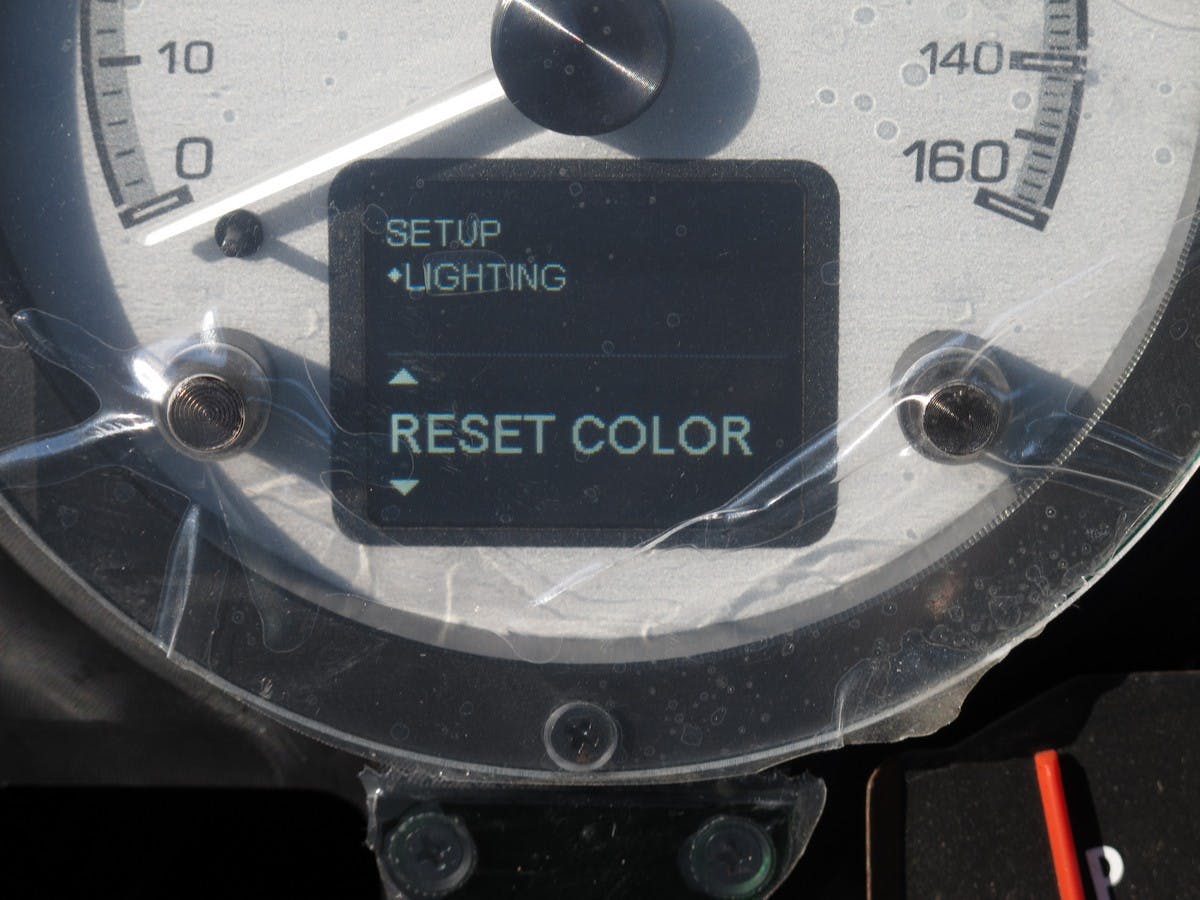 10
140
0
160
SETUP
LIGHTING
RESET COLOR
P